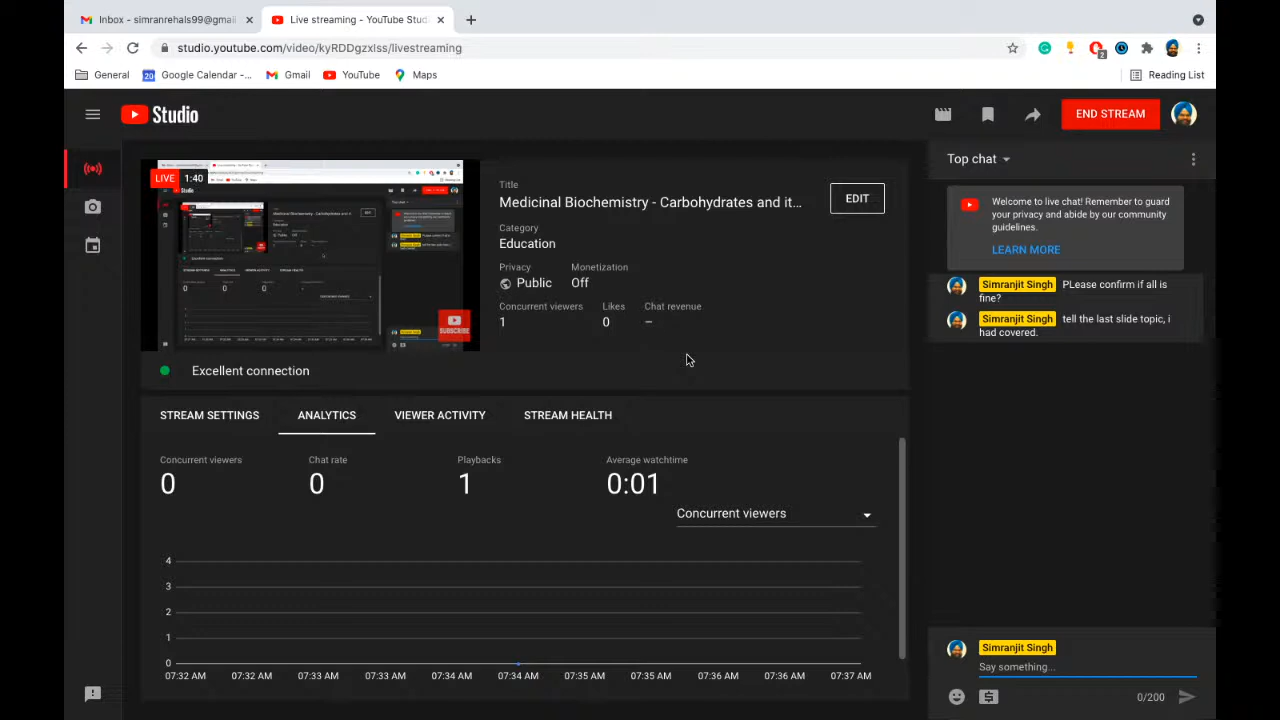 Inbox - simranrehals99@gmai
Live streaming - YouTube Stud
studio.youtube.com/video/kyRDDgzxlss/livestreaming
2
General
20
Google Calendar -...
Gmail
YouTube
Maps
Reading List
Studio
END STREAM
LIVE 1:40
SUBSCRIBE
Title
Medicinal Biochemistry - Carbohydrates and it...
EDIT
Category
Education
Privacy
Monetization
Public
Off
Concurrent viewers
Likes
Chat revenue
1
0
–
Excellent connection
STREAM SETTINGS
ANALYTICS
VIEWER ACTIVITY
STREAM HEALTH
Concurrent viewers
Chat rate
Playbacks
Average watchtime
0
0
1
0:01
Concurrent viewers
4
3
2
1
0
07:32 AM
07:32 AM
07:33 AM
07:33 AM
07:34 AM
07:34 AM
07:35 AM
07:35 AM
07:36 AM
07:36 AM
07:37 AM
Top chat
Welcome to live chat! Remember to guard
your privacy and abide by our community
guidelines.
LEARN MORE
Simranjit Singh PLease confirm if all is
fine?
Simranjit Singh tell the last slide topic, i
had covered.
Simranjit Singh
Say something...
0/200